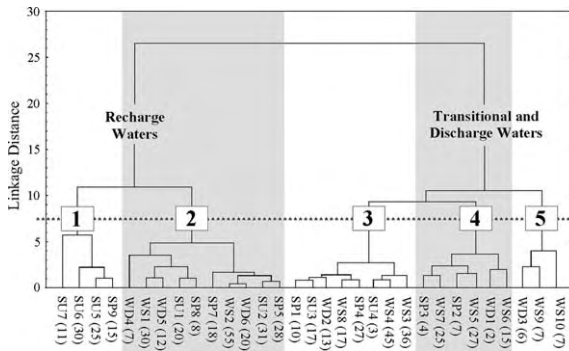 30
25
20
15
10
5
0
Linkage Distance
Recharge
Waters
Transitional and
Discharge Waters
1
2
3
4
5
SU7 (11)
SU6 (30)
SU5 (25)
SP9 (15)
WD4 (7)
WS1 (30)
WD5 (12)
SU1 (20)
SP8 (8)
SP7 (18)
WS2 (55)
WD6 (20)
SU2 (31)
SP5 (28)
SP1 (10)
SU3 (17)
WD2 (13)
WS8 (17)
SP4 (27)
SU4 (3)
WS4 (45)
WS3 (36)
SP3 (4)
WS7 (25)
SP2 (7)
WS5 (27)
WD1 (2)
WS6 (15)
WD3 (6)
WS9 (7)
WS10 (7)